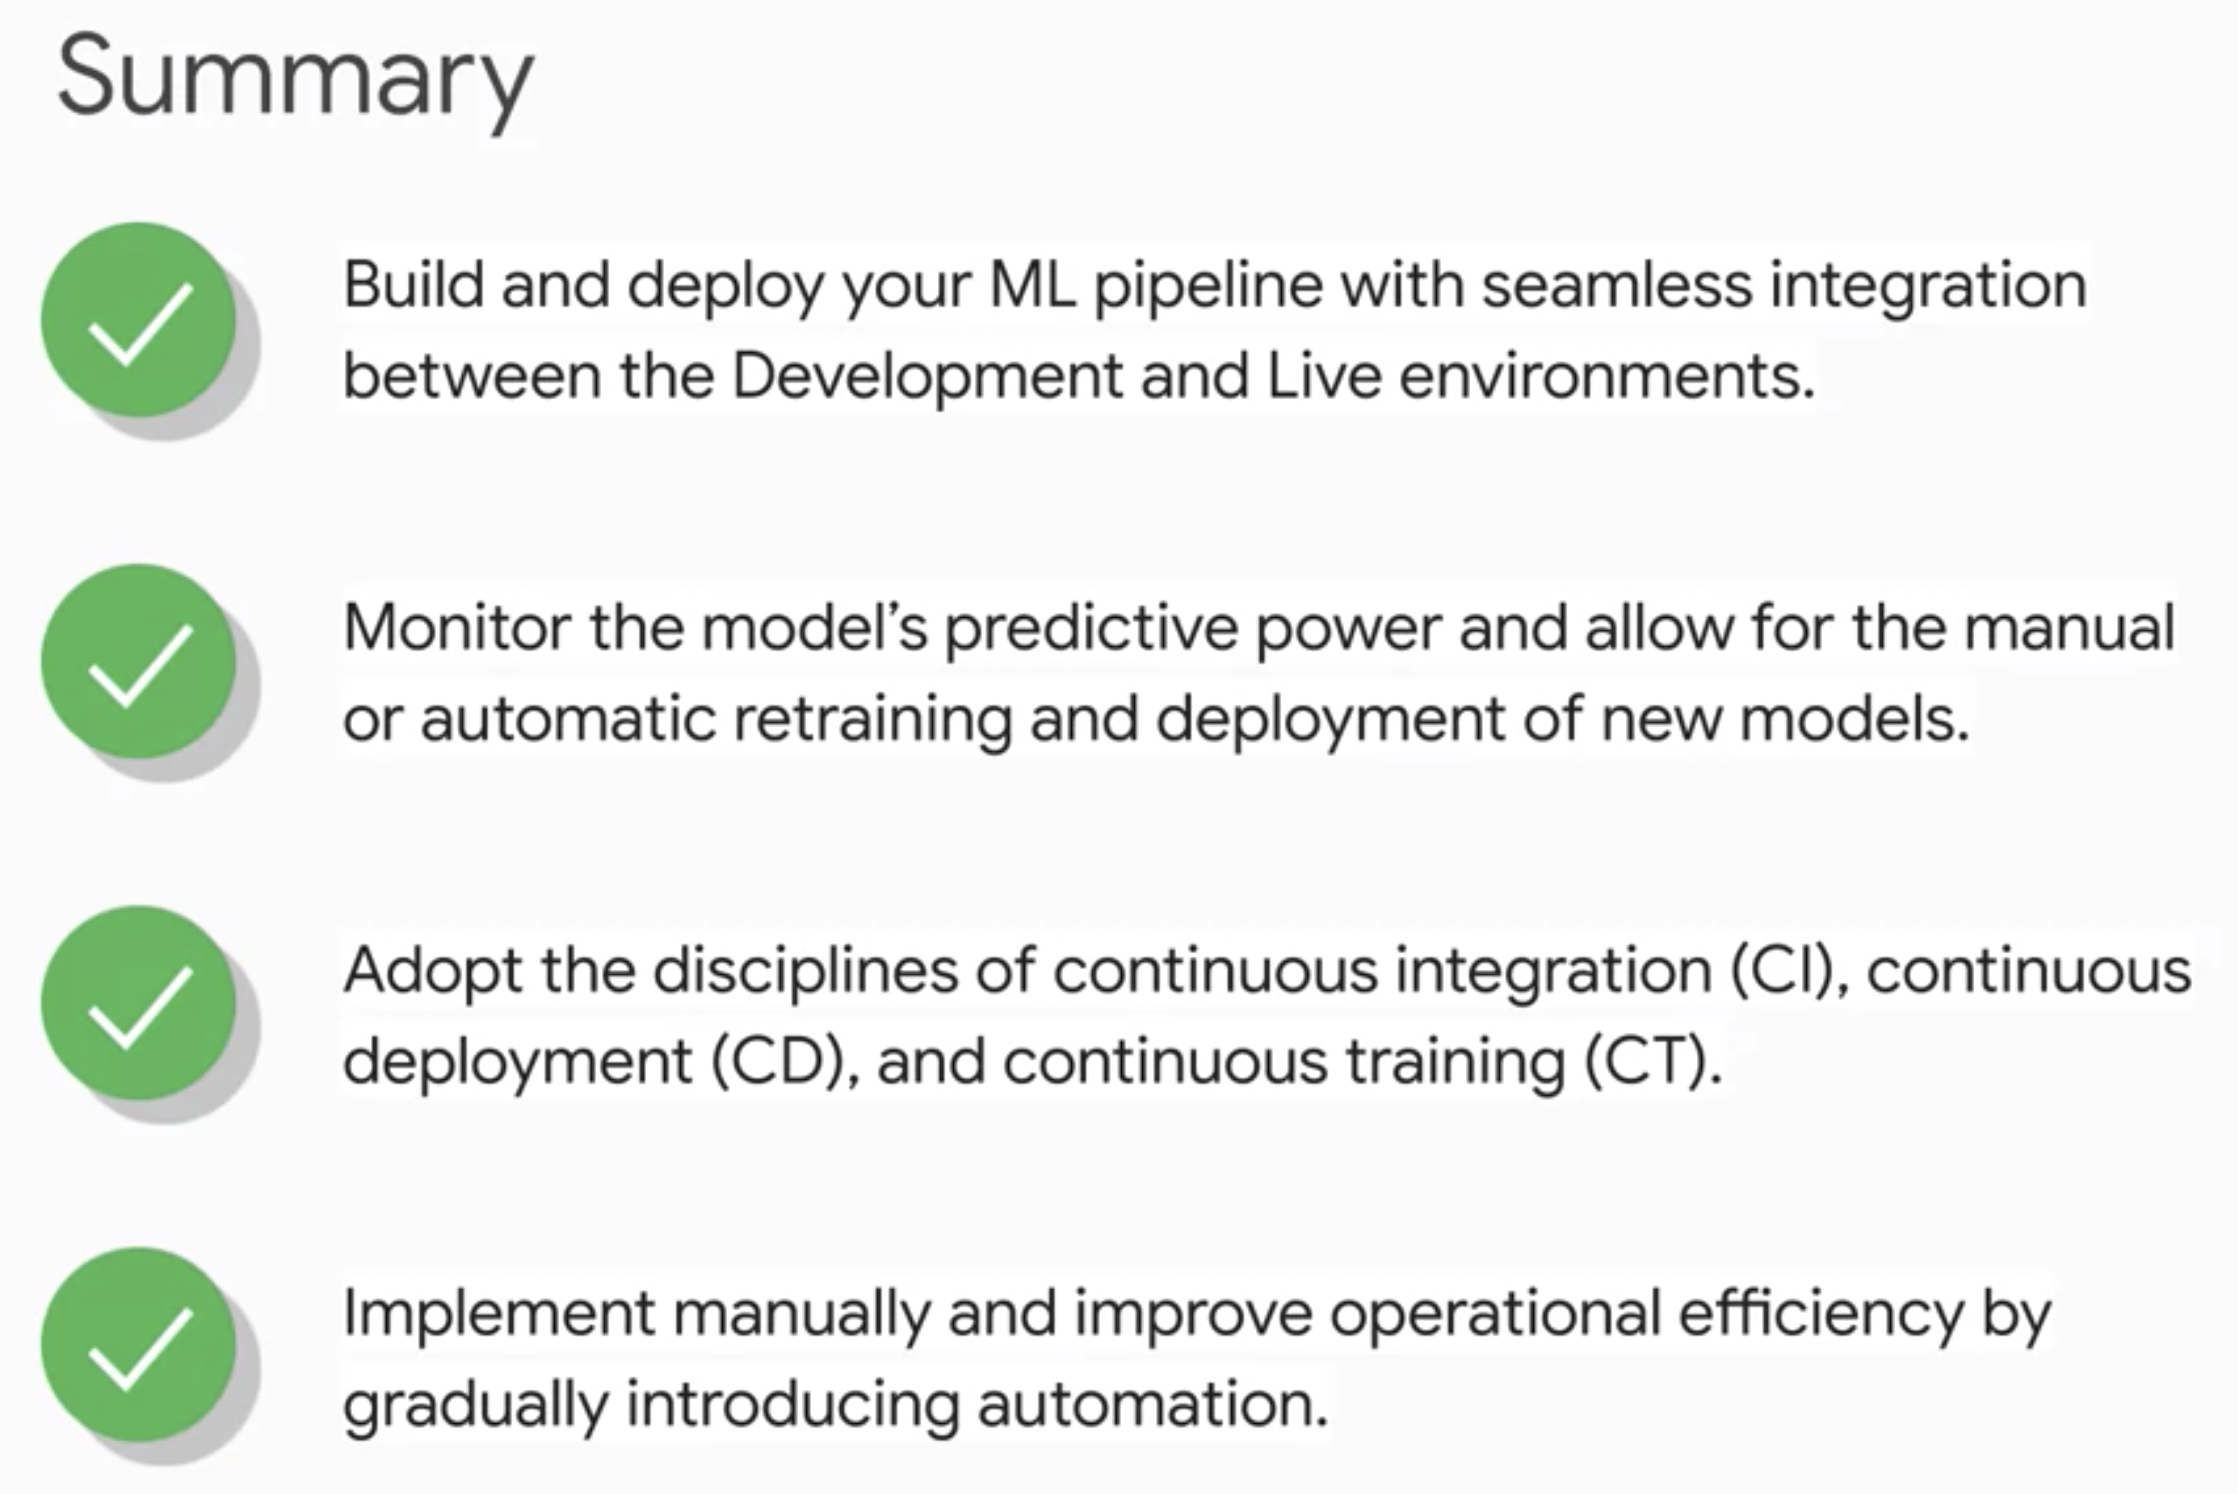 Summary
Build and deploy your ML pipeline with seamless integration
between the Development and Live environments.
Monitor the model’s predictive power and allow for the manual
or automatic retraining and deployment of new models.
Adopt the disciplines of continuous integration (CI), continuous
deployment (CD), and continuous training (CT).
Implement manually and improve operational efficiency by
gradually introducing automation.